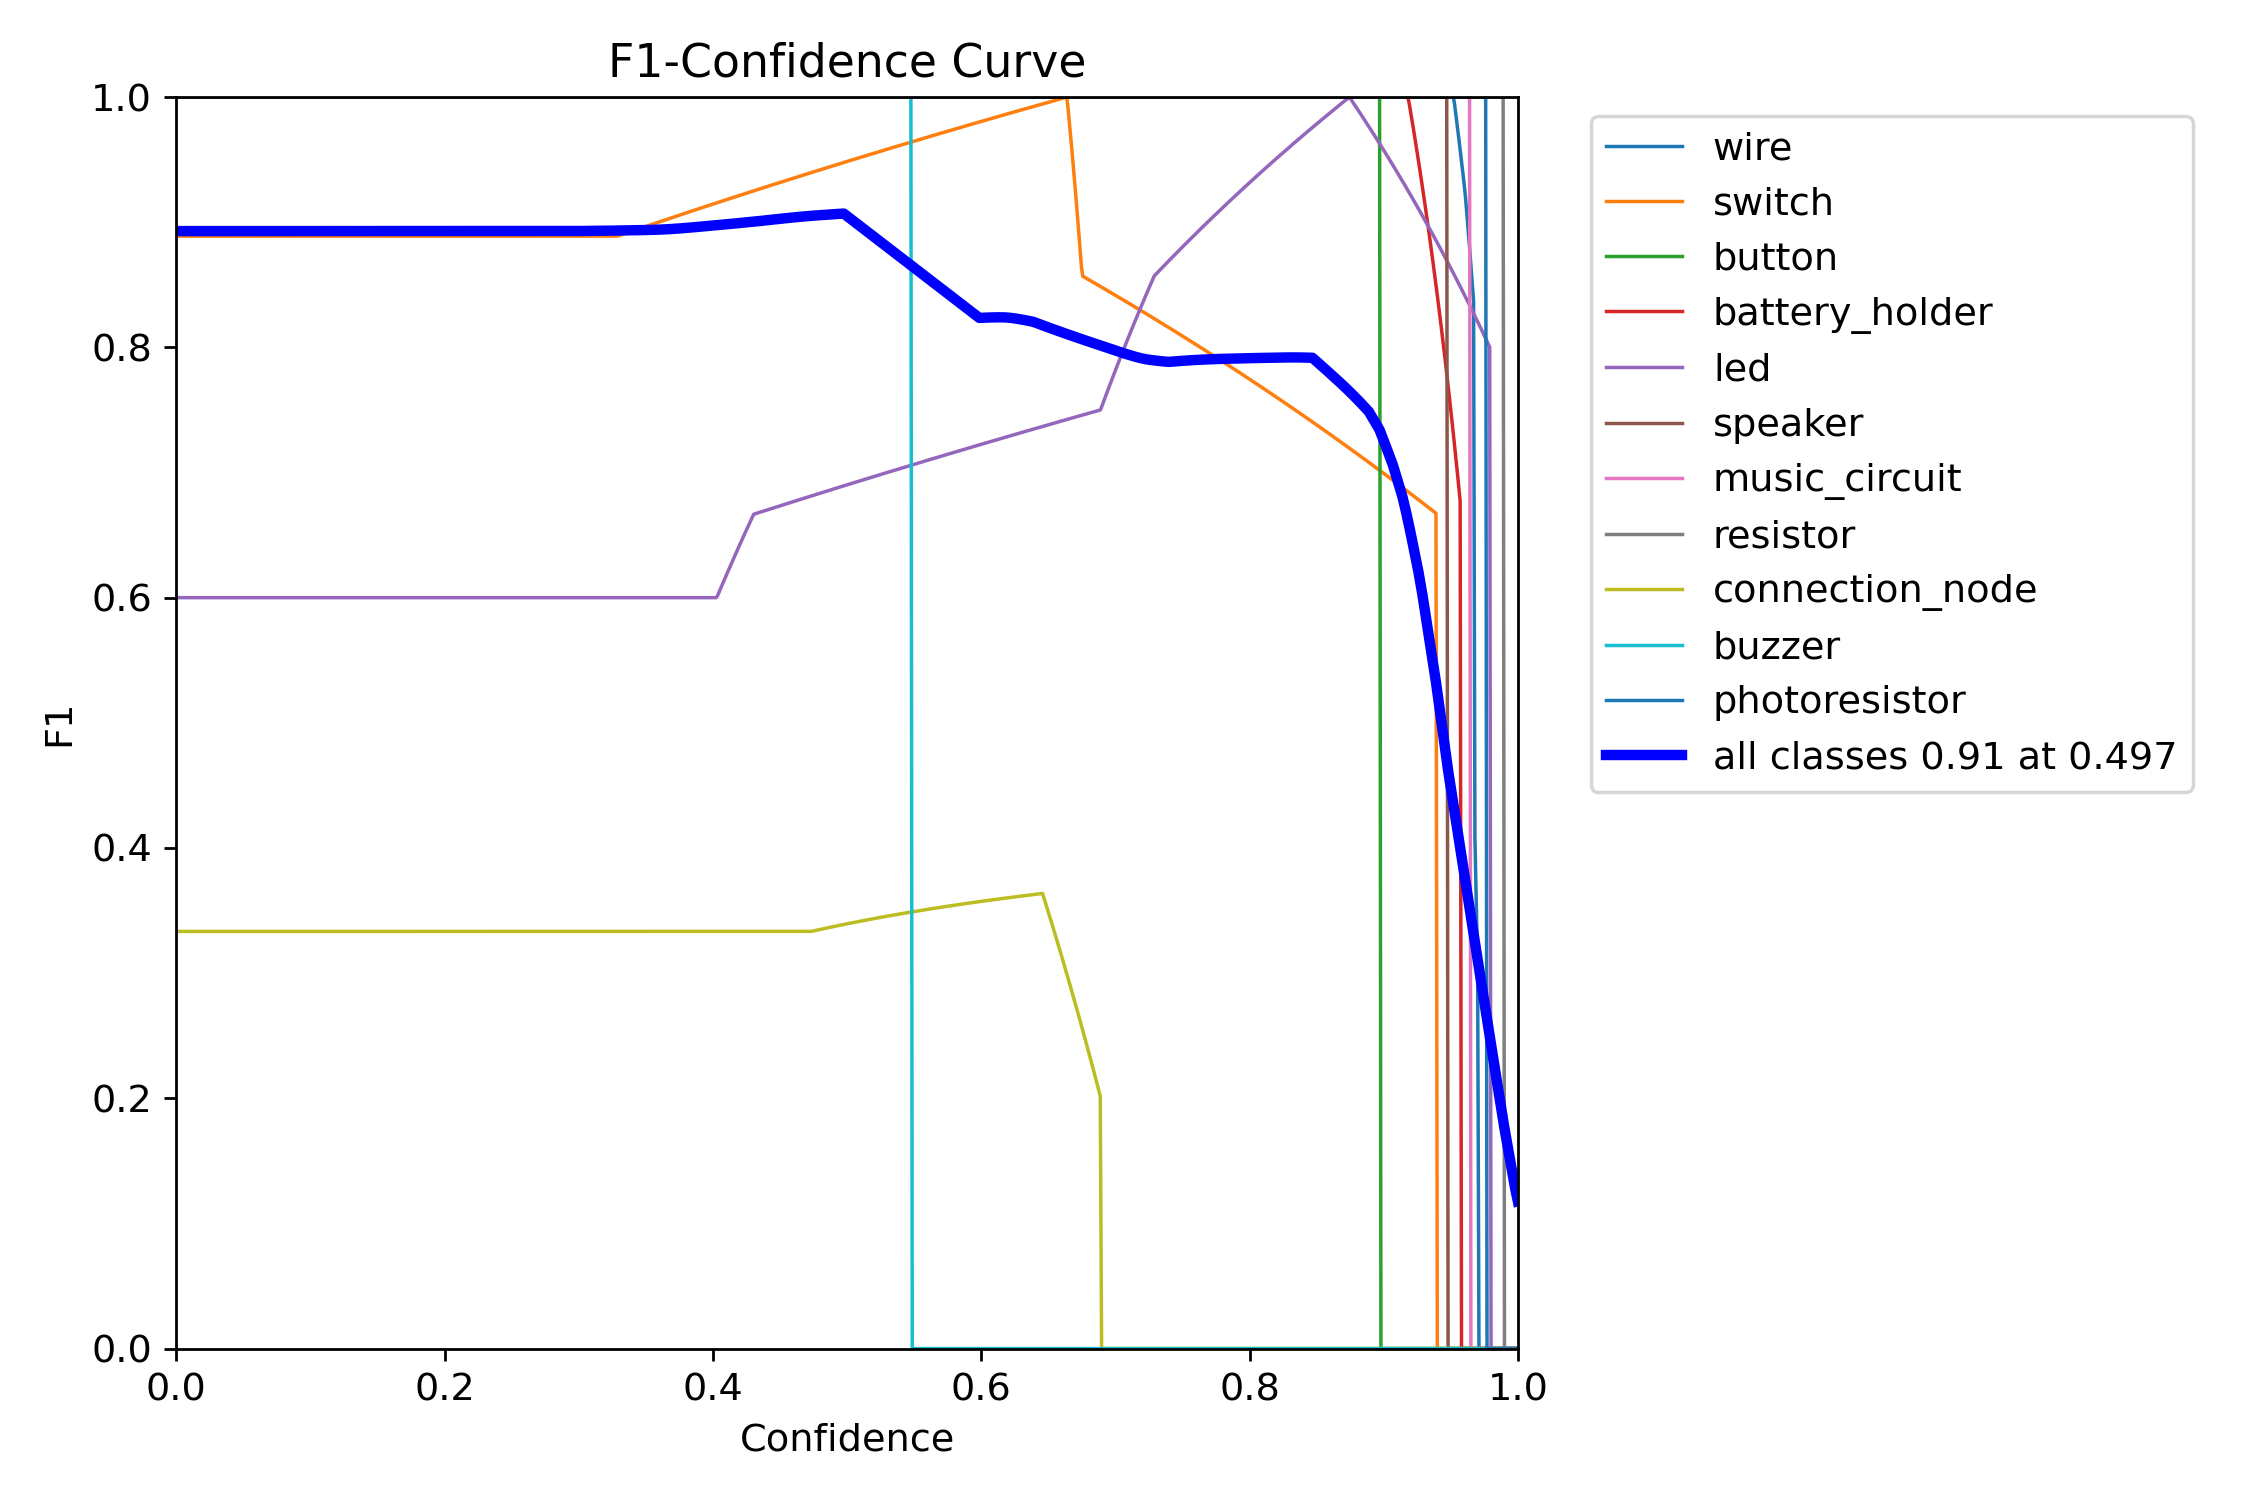 F1-Confidence Curve
1.0
0.8
0.6
0.4
0.2
0.0
F1
0.0 0.2 0.4 0.6 0.8 1.0
Confidence
wire
switch
button
battery_holder
led
speaker
music_circuit
resistor
connection_node
buzzer
photoresistor
all classes 0.91 at 0.497